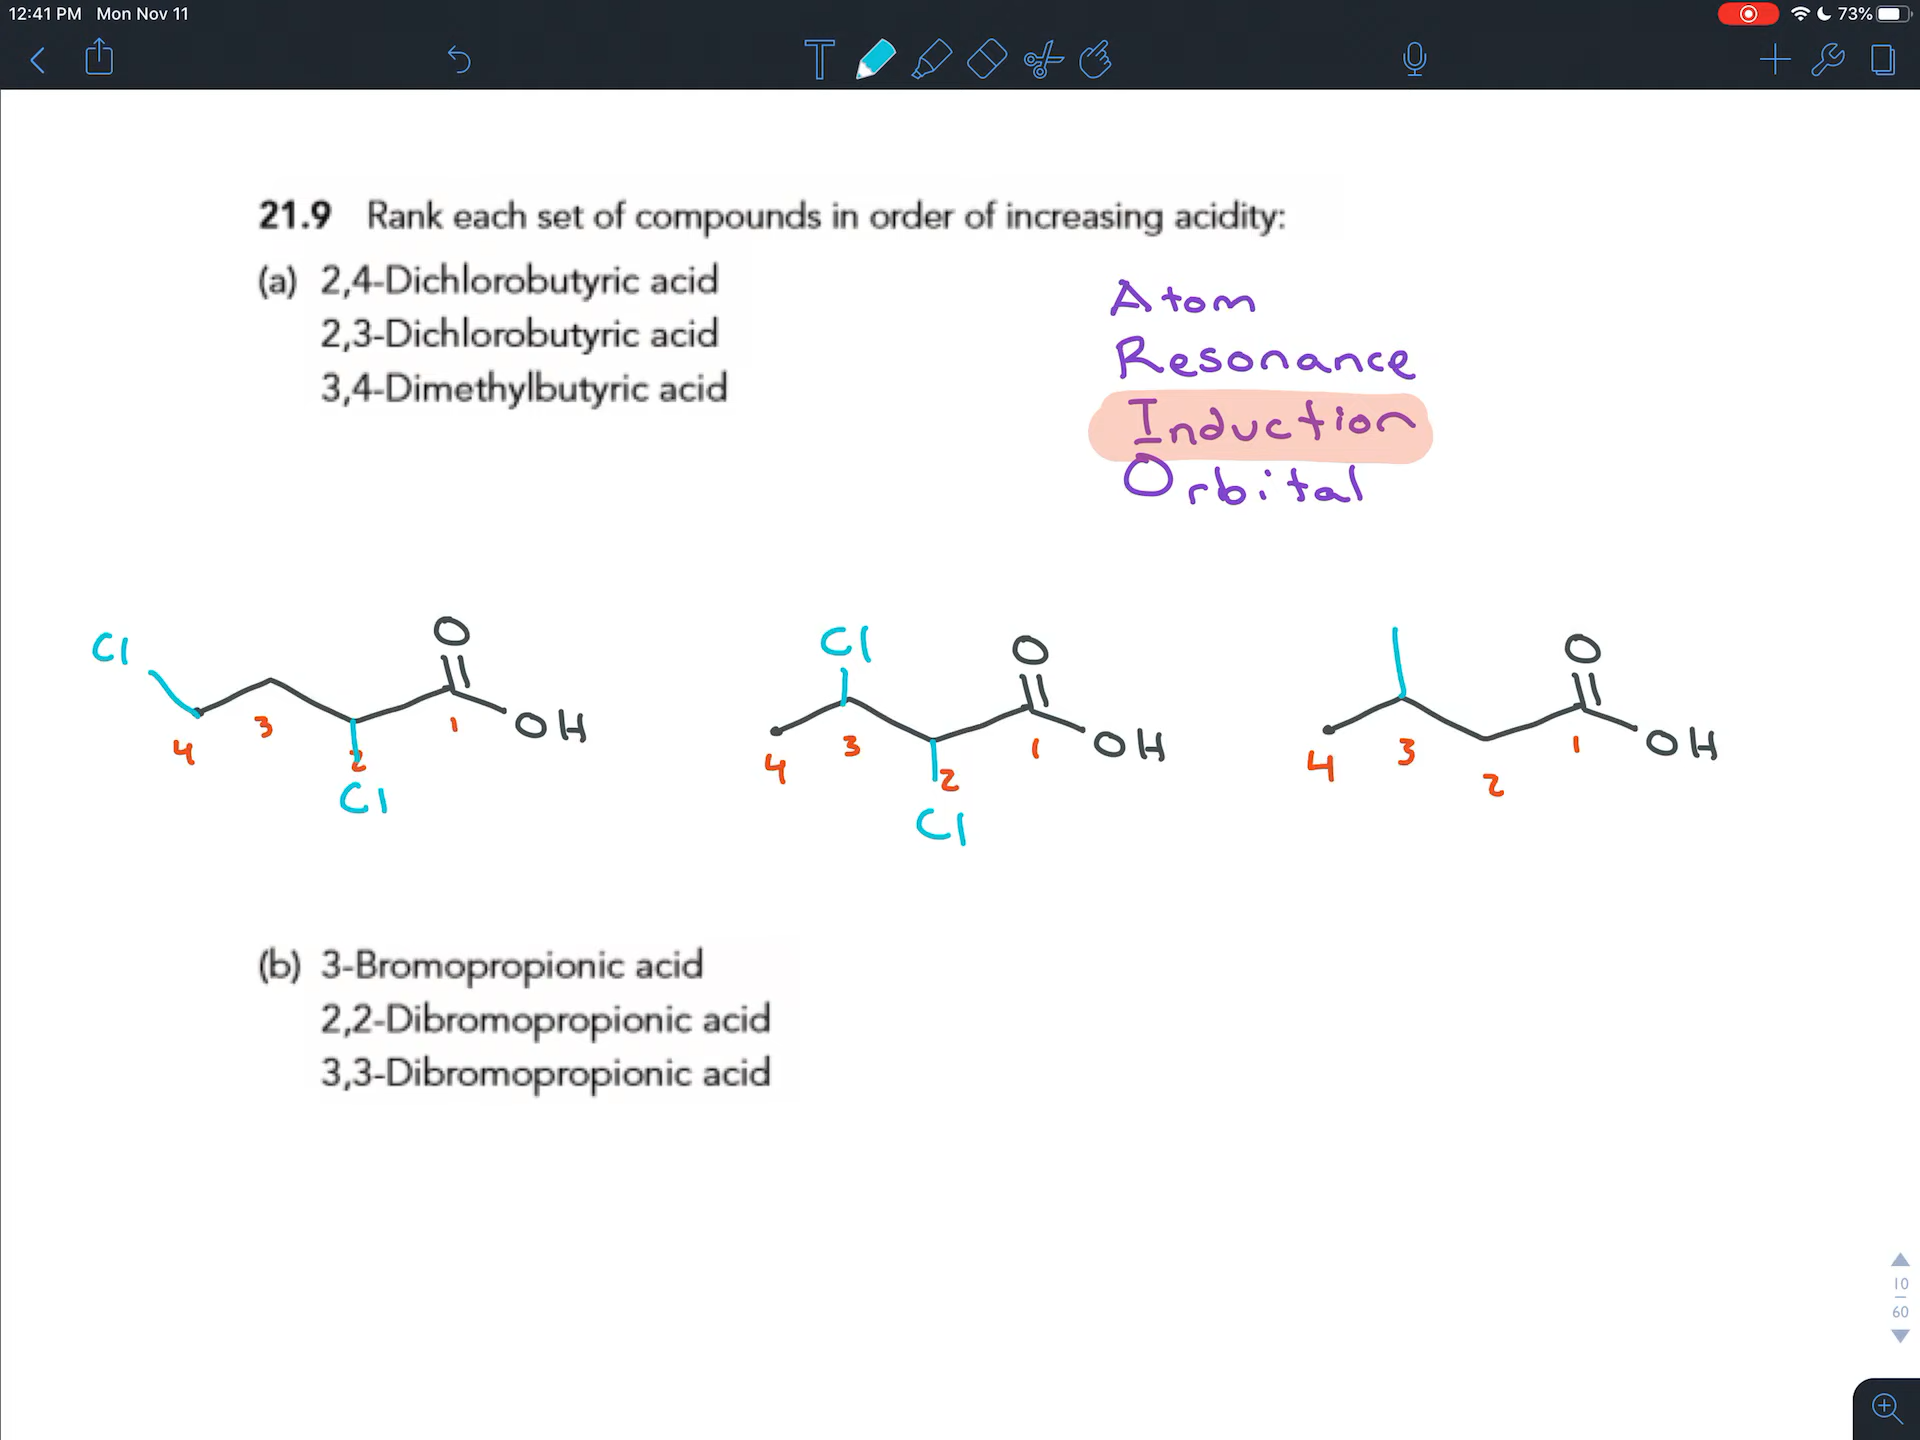 12:41 PM Mon Nov 11
73%
T
21.9 Rank each set of compounds in order of increasing acidity:
(a) 2,4-Dichlorobutyric acid
2,3-Dichlorobutyric acid
3,4-Dimethylbutyric acid
Atom
Resonance
Induction
Orbital
Cl O
4 3 2 1 OH
Cl
Cl O
4 3 2 1 OH
Cl
O
4 3 2 1 OH
(b) 3-Bromopropionic acid
2,2-Dibromopropionic acid
3,3-Dibromopropionic acid
10
60